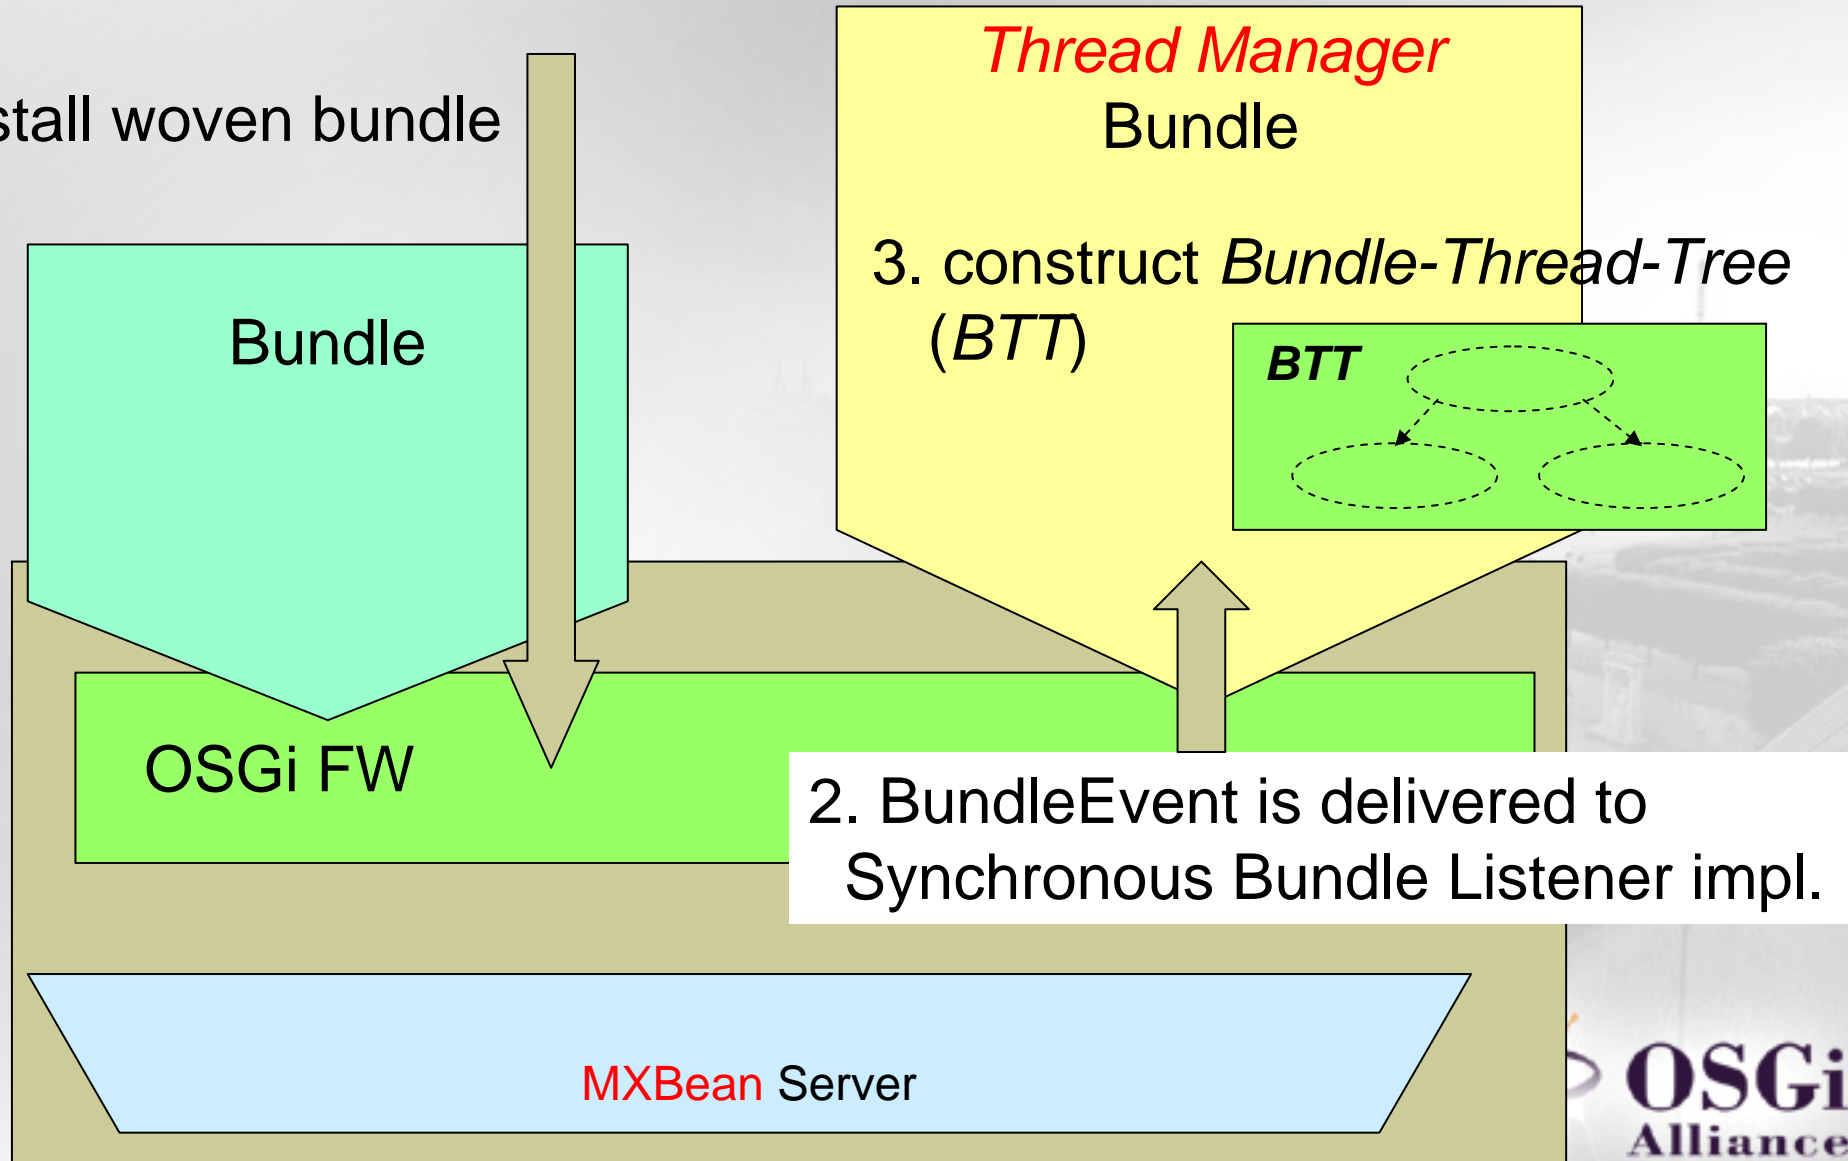 stall woven bundle
Thread Manager
Bundle
3. construct Bundle-Thread-Tree
(BTT)
BTT
Bundle
OSGi FW
2. BundleEvent is delivered to
Synchronous Bundle Listener impl.
MXBean Server
OSGi
Alliance